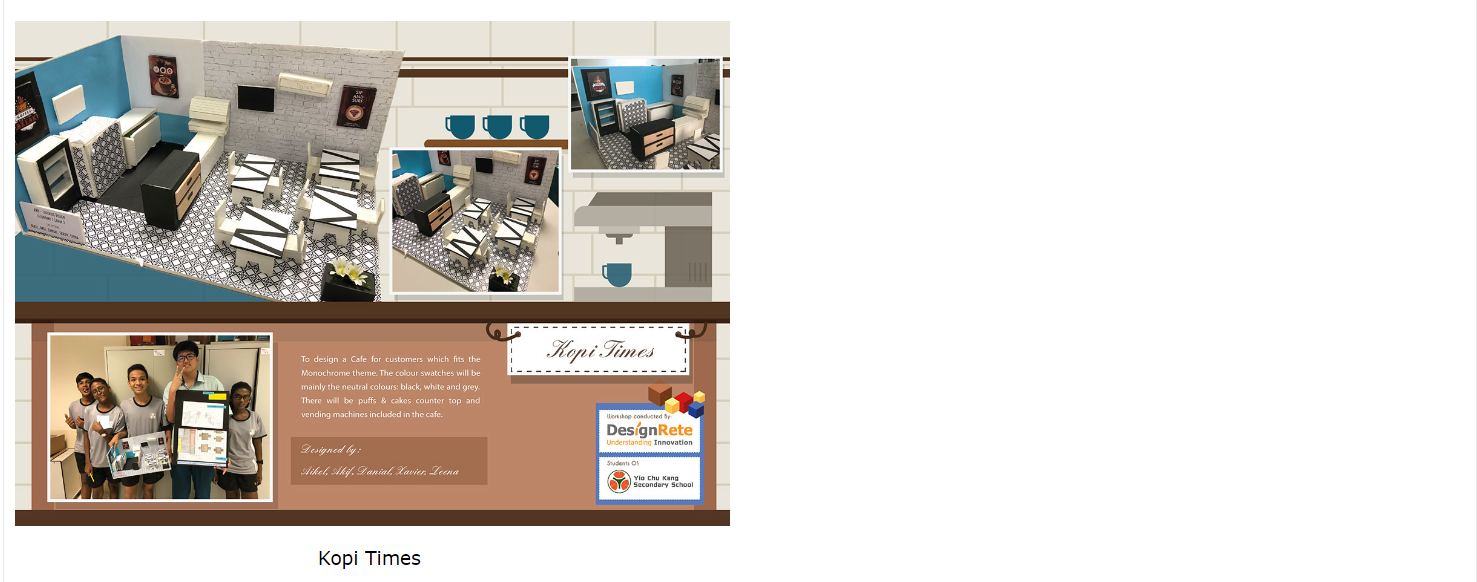 SIP
AND
SURF
Kopi Times
To design a Cafe for customers which fits the
Monochrome theme. The colour swatches will be
mainly the neutral colours: black, white and grey.
There will be puffs & cakes counter top and
vending machines included in the cafe.
Designed by:
Aikel, Akif, Danial, Xavier, Leena
Workshop conducted By:
DesignRete
Understanding Innovation
Students Of:
Yio Chu Kang
Secondary School
Kopi Times